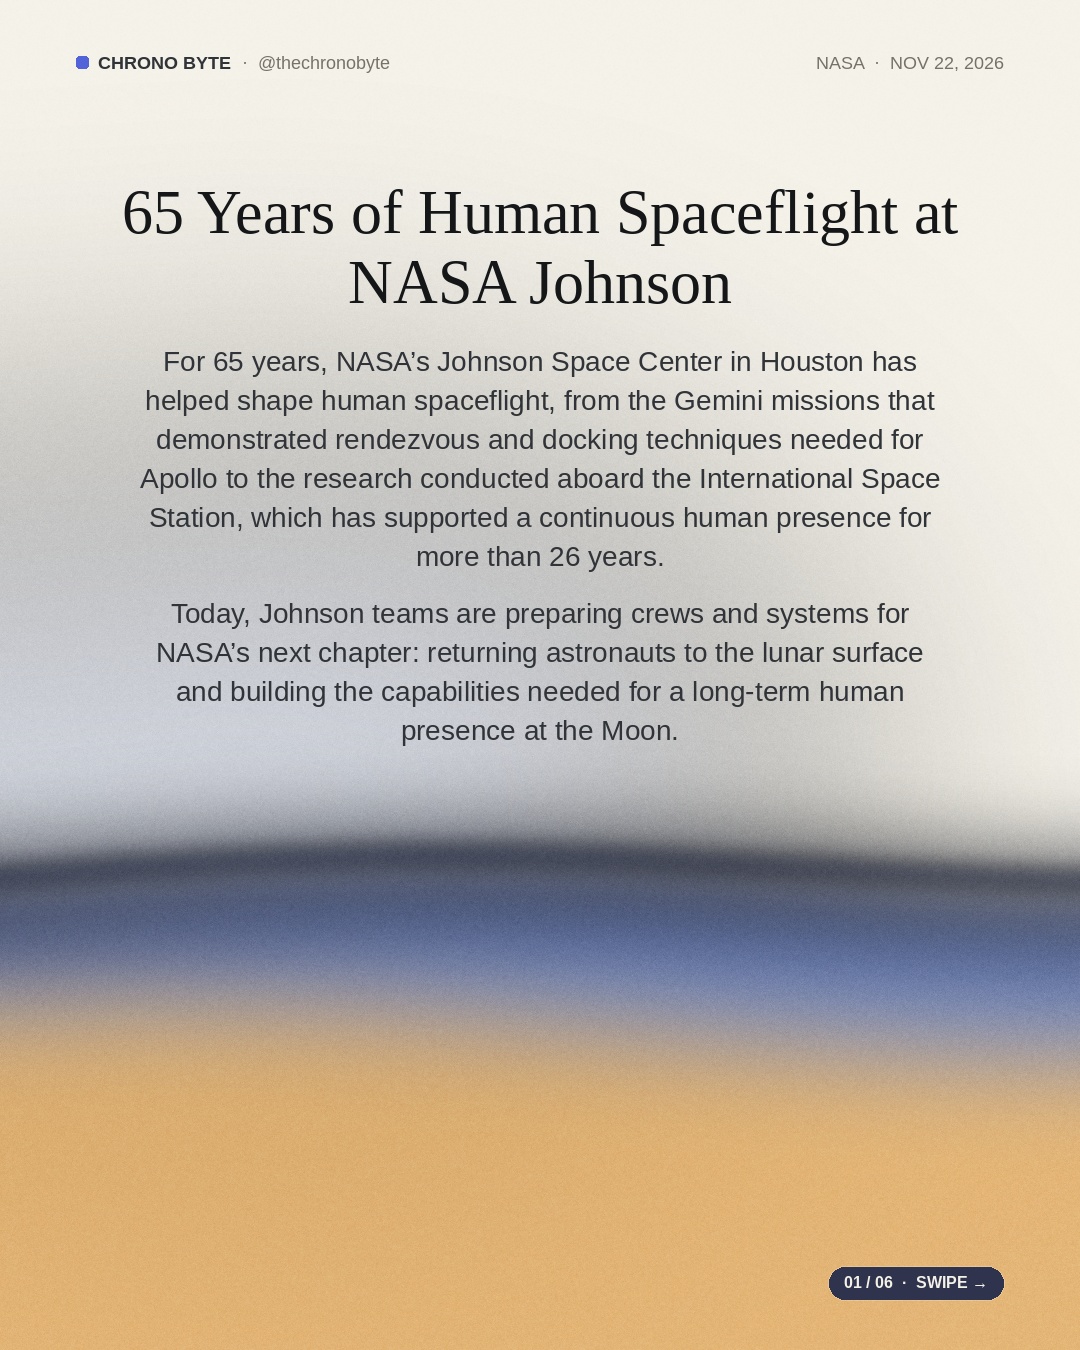 CHRONO BYTE · @thechronobyte
NASA · NOV 22, 2026
65 Years of Human Spaceflight at
NASA Johnson
For 65 years, NASA’s Johnson Space Center in Houston has
helped shape human spaceflight, from the Gemini missions that
demonstrated rendezvous and docking techniques needed for
Apollo to the research conducted aboard the International Space
Station, which has supported a continuous human presence for
more than 26 years.
Today, Johnson teams are preparing crews and systems for
NASA’s next chapter: returning astronauts to the lunar surface
and building the capabilities needed for a long-term human
presence at the Moon.
01 / 06 · SWIPE →